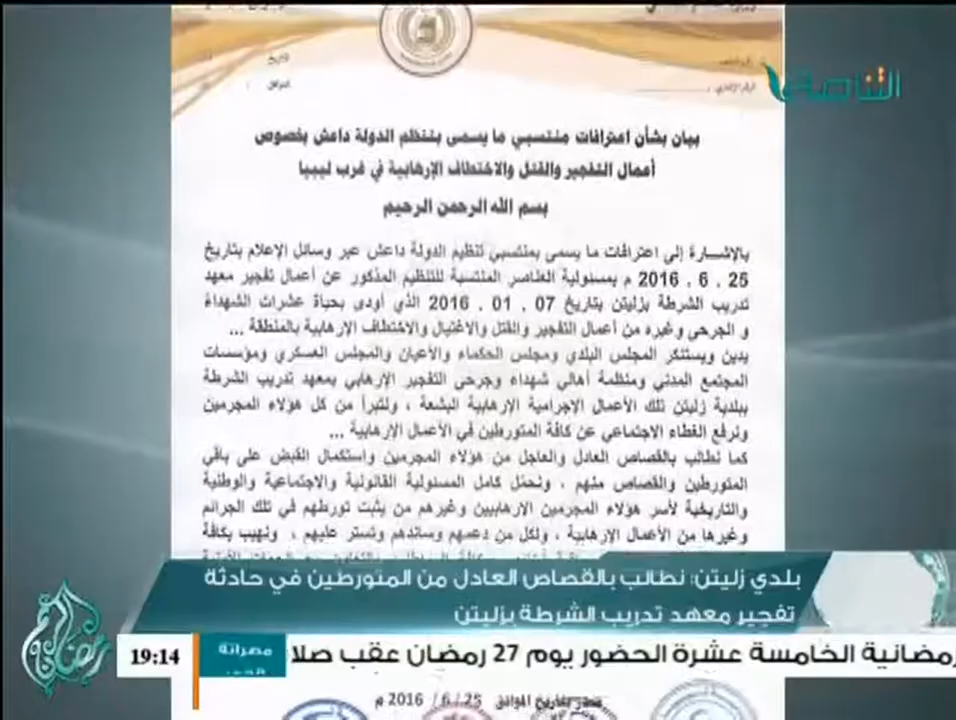 التناصح
بيان بشأن اعترافات منتسبي ما يسمى بتنظم الدولة داعش بخصوص
أعمال التفجير والقتل والاختطاف الإرهابية في غرب ليبيا
بسم الله الرحمن الرحيم
بالإشارة إلى اعترافات ما يسمى بمنتسبي تنظيم الدولة داعش عبر وسائل الإعلام بتاريخ
25 . 6 . 2016 م بمسئولية العناصر المنتسبة للتنظيم المذكور عن أعمال تفجير معهد
تدريب الشرطة بزليتن بتاريخ 07 . 01 . 2016 الذي أودى بحياة عشرات الشهداء
و الجرحى وغيره من أعمال التفجير والقتل والاغتيال والاختطاف الإرهابية بالمنطقة ...
يدين ويستنكر المجلس البلدي ومجلس الحكماء والأعيان والمجلس العسكري ومؤسسات
المجتمع المدني ومنظمة أهالي شهداء وجرحى التفجير الإرهابي بمعهد تدريب الشرطة
ببلدية زليتن تلك الأعمال الإجرامية الإرهابية البشعة ، ونتبرأ من كل هؤلاء المجرمين
ونرفع الغطاء الاجتماعي عن كافة المتورطين في الأعمال الإرهابية ...
كما نطالب بالقصاص العادل والعاجل من هؤلاء المجرمين واستكمال القبض على باقي
المتورطين والقصاص منهم ، ونحمل كامل المسئولية القانونية والاجتماعية والوطنية
والتاريخية لأسر هؤلاء المجرمين الإرهابيين وغيرهم من يثبت تورطهم في تلك الجرائم
وغيرها من الأعمال الإرهابية ، ولكل من دعمهم وساندهم وتستر عليهم ، ونهيب بكافة
بلدي زليتن: نطالب بالقصاص العادل من المتورطين في حادثة
تفجير معهد تدريب الشرطة بزليتن
رمضان
19:14
مصراتة
رمضانية الخامسة عشرة الحضور يوم 27 رمضان عقب صلا
صدر بتاريخ الموافق 25 / 6 / 2016 م